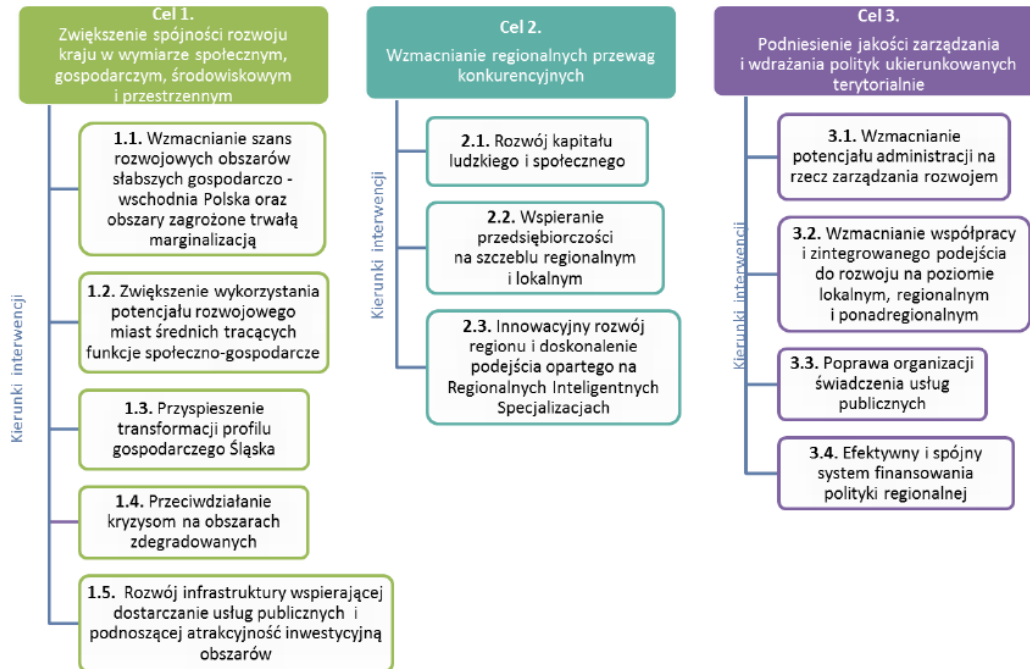 Cel 1.
Zwiększenie spójności rozwoju
kraju w wymiarze społecznym,
gospodarczym, środowiskowym
i przestrzennym
Kierunki interwencji
1.1. Wzmacnianie szans
rozwojowych obszarów
słabszych gospodarczo -
wschodnia Polska oraz
obszary zagrożone trwałą
marginalizacją
1.2. Zwiększenie wykorzystania
potencjału rozwojowego
miast średnich tracących
funkcje społeczno-gospodarcze
1.3. Przyspieszenie
transformacji profilu
gospodarczego Śląska
1.4. Przeciwdziałanie
kryzysom na obszarach
zdegradowanych
1.5. Rozwój infrastruktury wspierającej
dostarczanie usług publicznych i
podnoszącej atrakcyjność inwestycyjną
obszarów
Cel 2.
Wzmacnianie regionalnych przewag
konkurencyjnych
Kierunki interwencji
2.1. Rozwój kapitału
ludzkiego i społecznego
2.2. Wspieranie
przedsiębiorczości
na szczeblu regionalnym
i lokalnym
2.3. Innowacyjny rozwój
regionu i doskonalenie
podejścia opartego na
Regionalnych Inteligentnych
Specjalizacjach
Cel 3.
Podniesienie jakości zarządzania
i wdrażania polityk ukierunkowanych
terytorialnie
Kierunki interwencji
3.1. Wzmacnianie
potencjału administracji na
rzecz zarządzania rozwojem
3.2. Wzmacnianie współpracy
i zintegrowanego podejścia
do rozwoju na poziomie
lokalnym, regionalnym
i ponadregionalnym
3.3. Poprawa organizacji
świadczenia usług
publicznych
3.4. Efektywny i spójny
system finansowania
polityki regionalnej